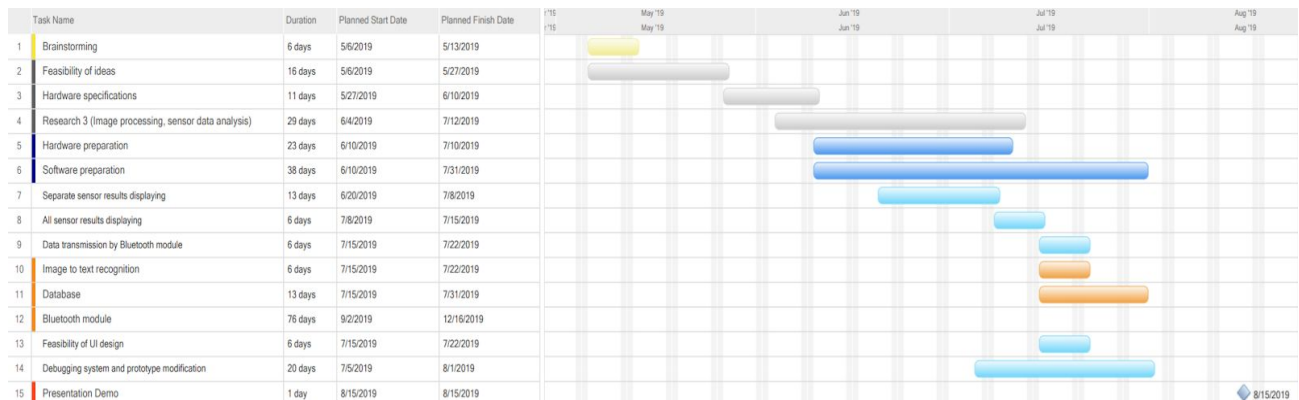 Task Name Duration Planned Start Date Planned Finish Date '15 May '19 Jun '19 Jul '19 Aug '19
'15 May '19 Jun '19 Jul '19 Aug '19
1 Brainstorming 6 days 5/6/2019 5/13/2019
2 Feasibility of ideas 16 days 5/6/2019 5/27/2019
3 Hardware specifications 11 days 5/27/2019 6/10/2019
4 Research 3 (Image processing, sensor data analysis) 29 days 6/4/2019 7/12/2019
5 Hardware preparation 23 days 6/10/2019 7/10/2019
6 Software preparation 38 days 6/10/2019 7/31/2019
7 Separate sensor results displaying 13 days 6/20/2019 7/8/2019
8 All sensor results displaying 6 days 7/8/2019 7/15/2019
9 Data transmission by Bluetooth module 6 days 7/15/2019 7/22/2019
10 Image to text recognition 6 days 7/15/2019 7/22/2019
11 Database 13 days 7/15/2019 7/31/2019
12 Bluetooth module 76 days 9/2/2019 12/16/2019
13 Feasibility of UI design 6 days 7/15/2019 7/22/2019
14 Debugging system and prototype modification 20 days 7/5/2019 8/1/2019
15 Presentation Demo 1 day 8/15/2019 8/15/2019 8/15/2019